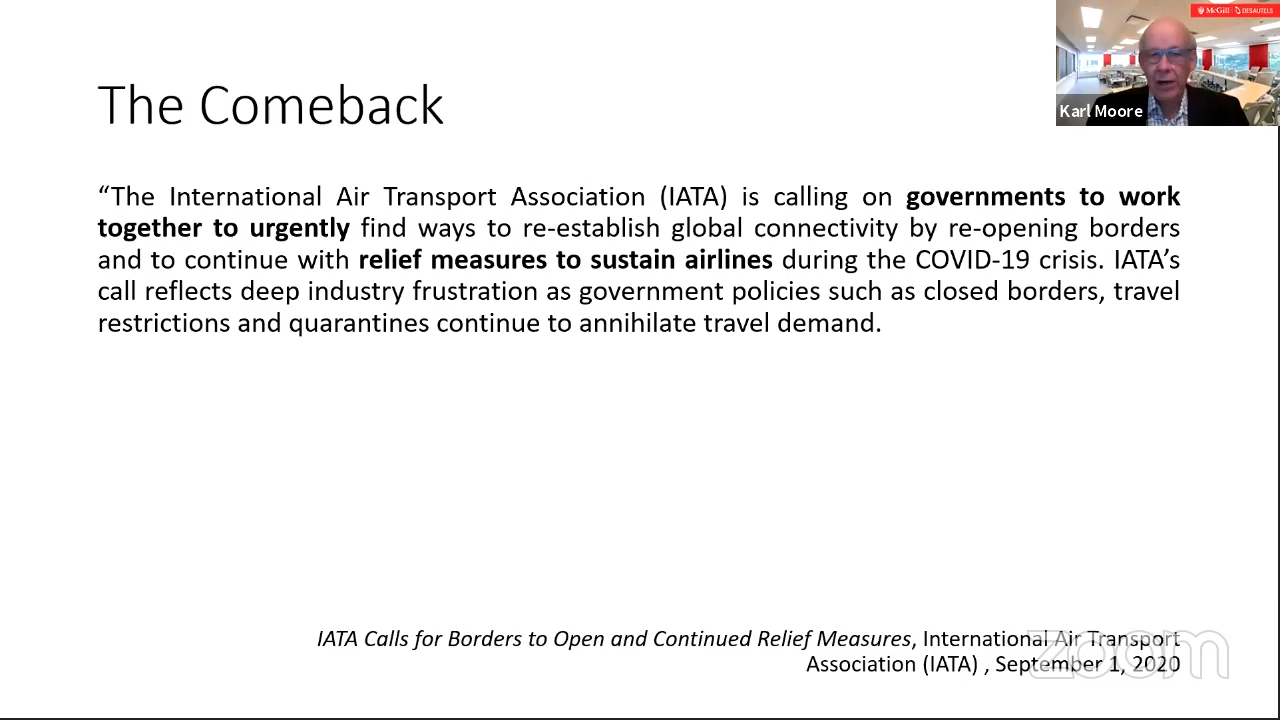 McGill DESAUTELS
Karl Moore
The Comeback
“The International Air Transport Association (IATA) is calling on governments to work
together to urgently find ways to re-establish global connectivity by re-opening borders
and to continue with relief measures to sustain airlines during the COVID-19 crisis. IATA’s
call reflects deep industry frustration as government policies such as closed borders, travel
restrictions and quarantines continue to annihilate travel demand.
IATA Calls for Borders to Open and Continued Relief Measures, International Air Transport
Association (IATA) , September 1, 2020
zoom